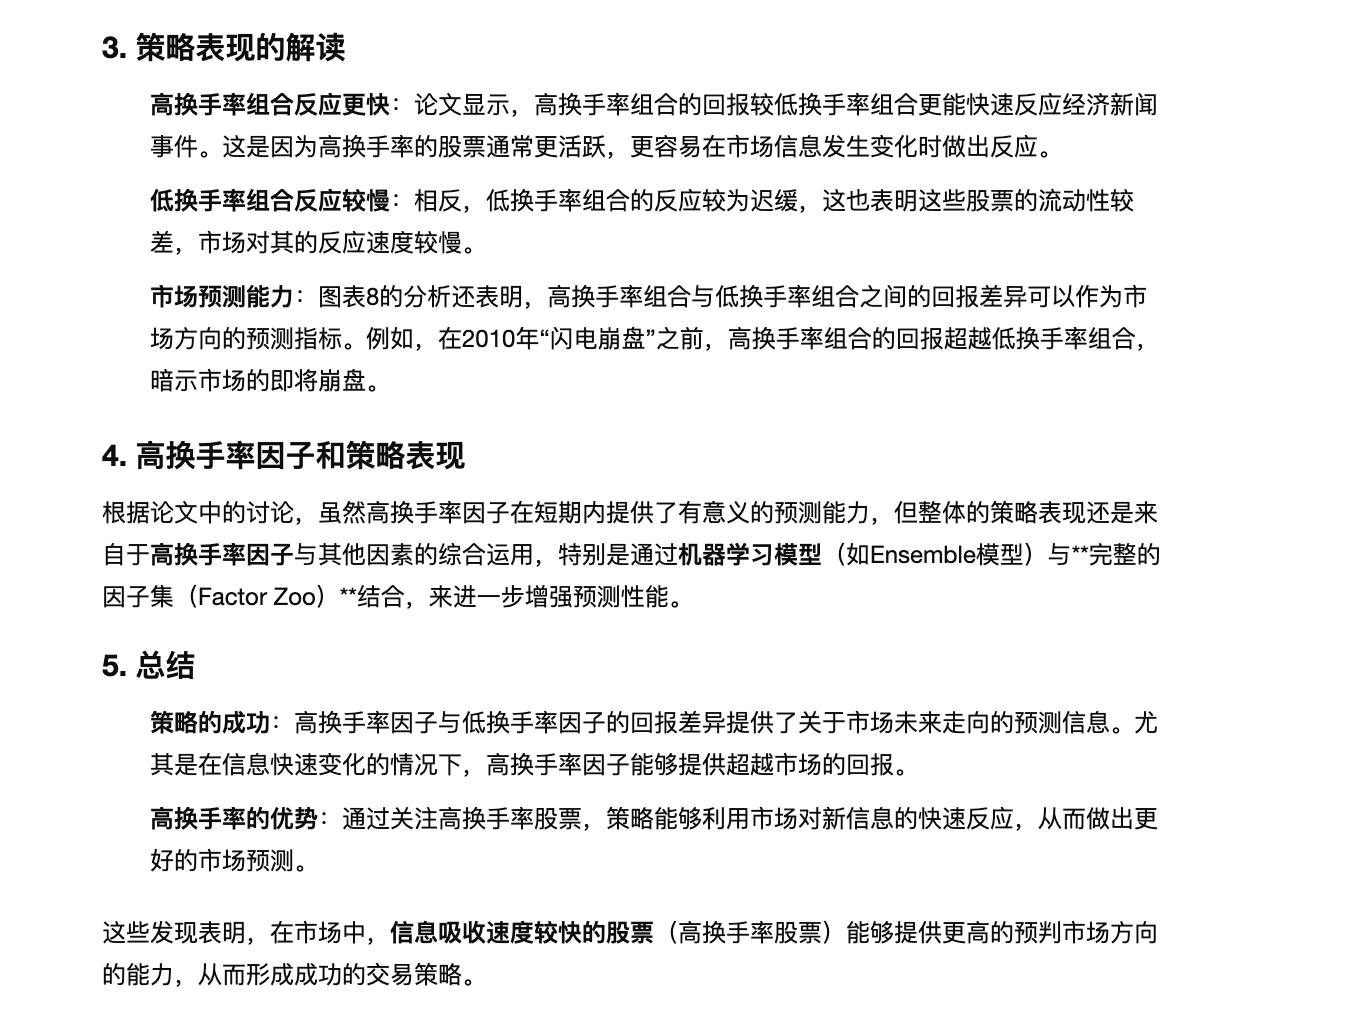 3. 策略表现的解读
高换手率组合反应更快：论文显示，高换手率组合的回报较低换手率组合更能快速反应经济新闻
事件。这是因为高换手率的股票通常更活跃，更容易在市场信息发生变化时做出反应。
低换手率组合反应较慢：相反，低换手率组合的反应较为迟缓，这也表明这些股票的流动性较
差，市场对其的反应速度较慢。
市场预测能力：图表8的分析还表明，高换手率组合与低换手率组合之间的回报差异可以作为市
场方向的预测指标。例如，在2010年“闪电崩盘”之前，高换手率组合的回报超越低换手率组合，
暗示市场的即将崩盘。
4. 高换手率因子和策略表现
根据论文中的讨论，虽然高换手率因子在短期内提供了有意义的预测能力，但整体的策略表现还是来
自于高换手率因子与其他因素的综合运用，特别是通过机器学习模型（如Ensemble模型）与**完整的
因子集（Factor Zoo）**结合，来进一步增强预测性能。
5. 总结
策略的成功：高换手率因子与低换手率因子的回报差异提供了关于市场未来走向的预测信息。尤
其是在信息快速变化的情况下，高换手率因子能够提供超越市场的回报。
高换手率的优势：通过关注高换手率股票，策略能够利用市场对新信息的快速反应，从而做出更
好的市场预测。
这些发现表明，在市场中，信息吸收速度较快的股票（高换手率股票）能够提供更高的预判市场方向
的能力，从而形成成功的交易策略。